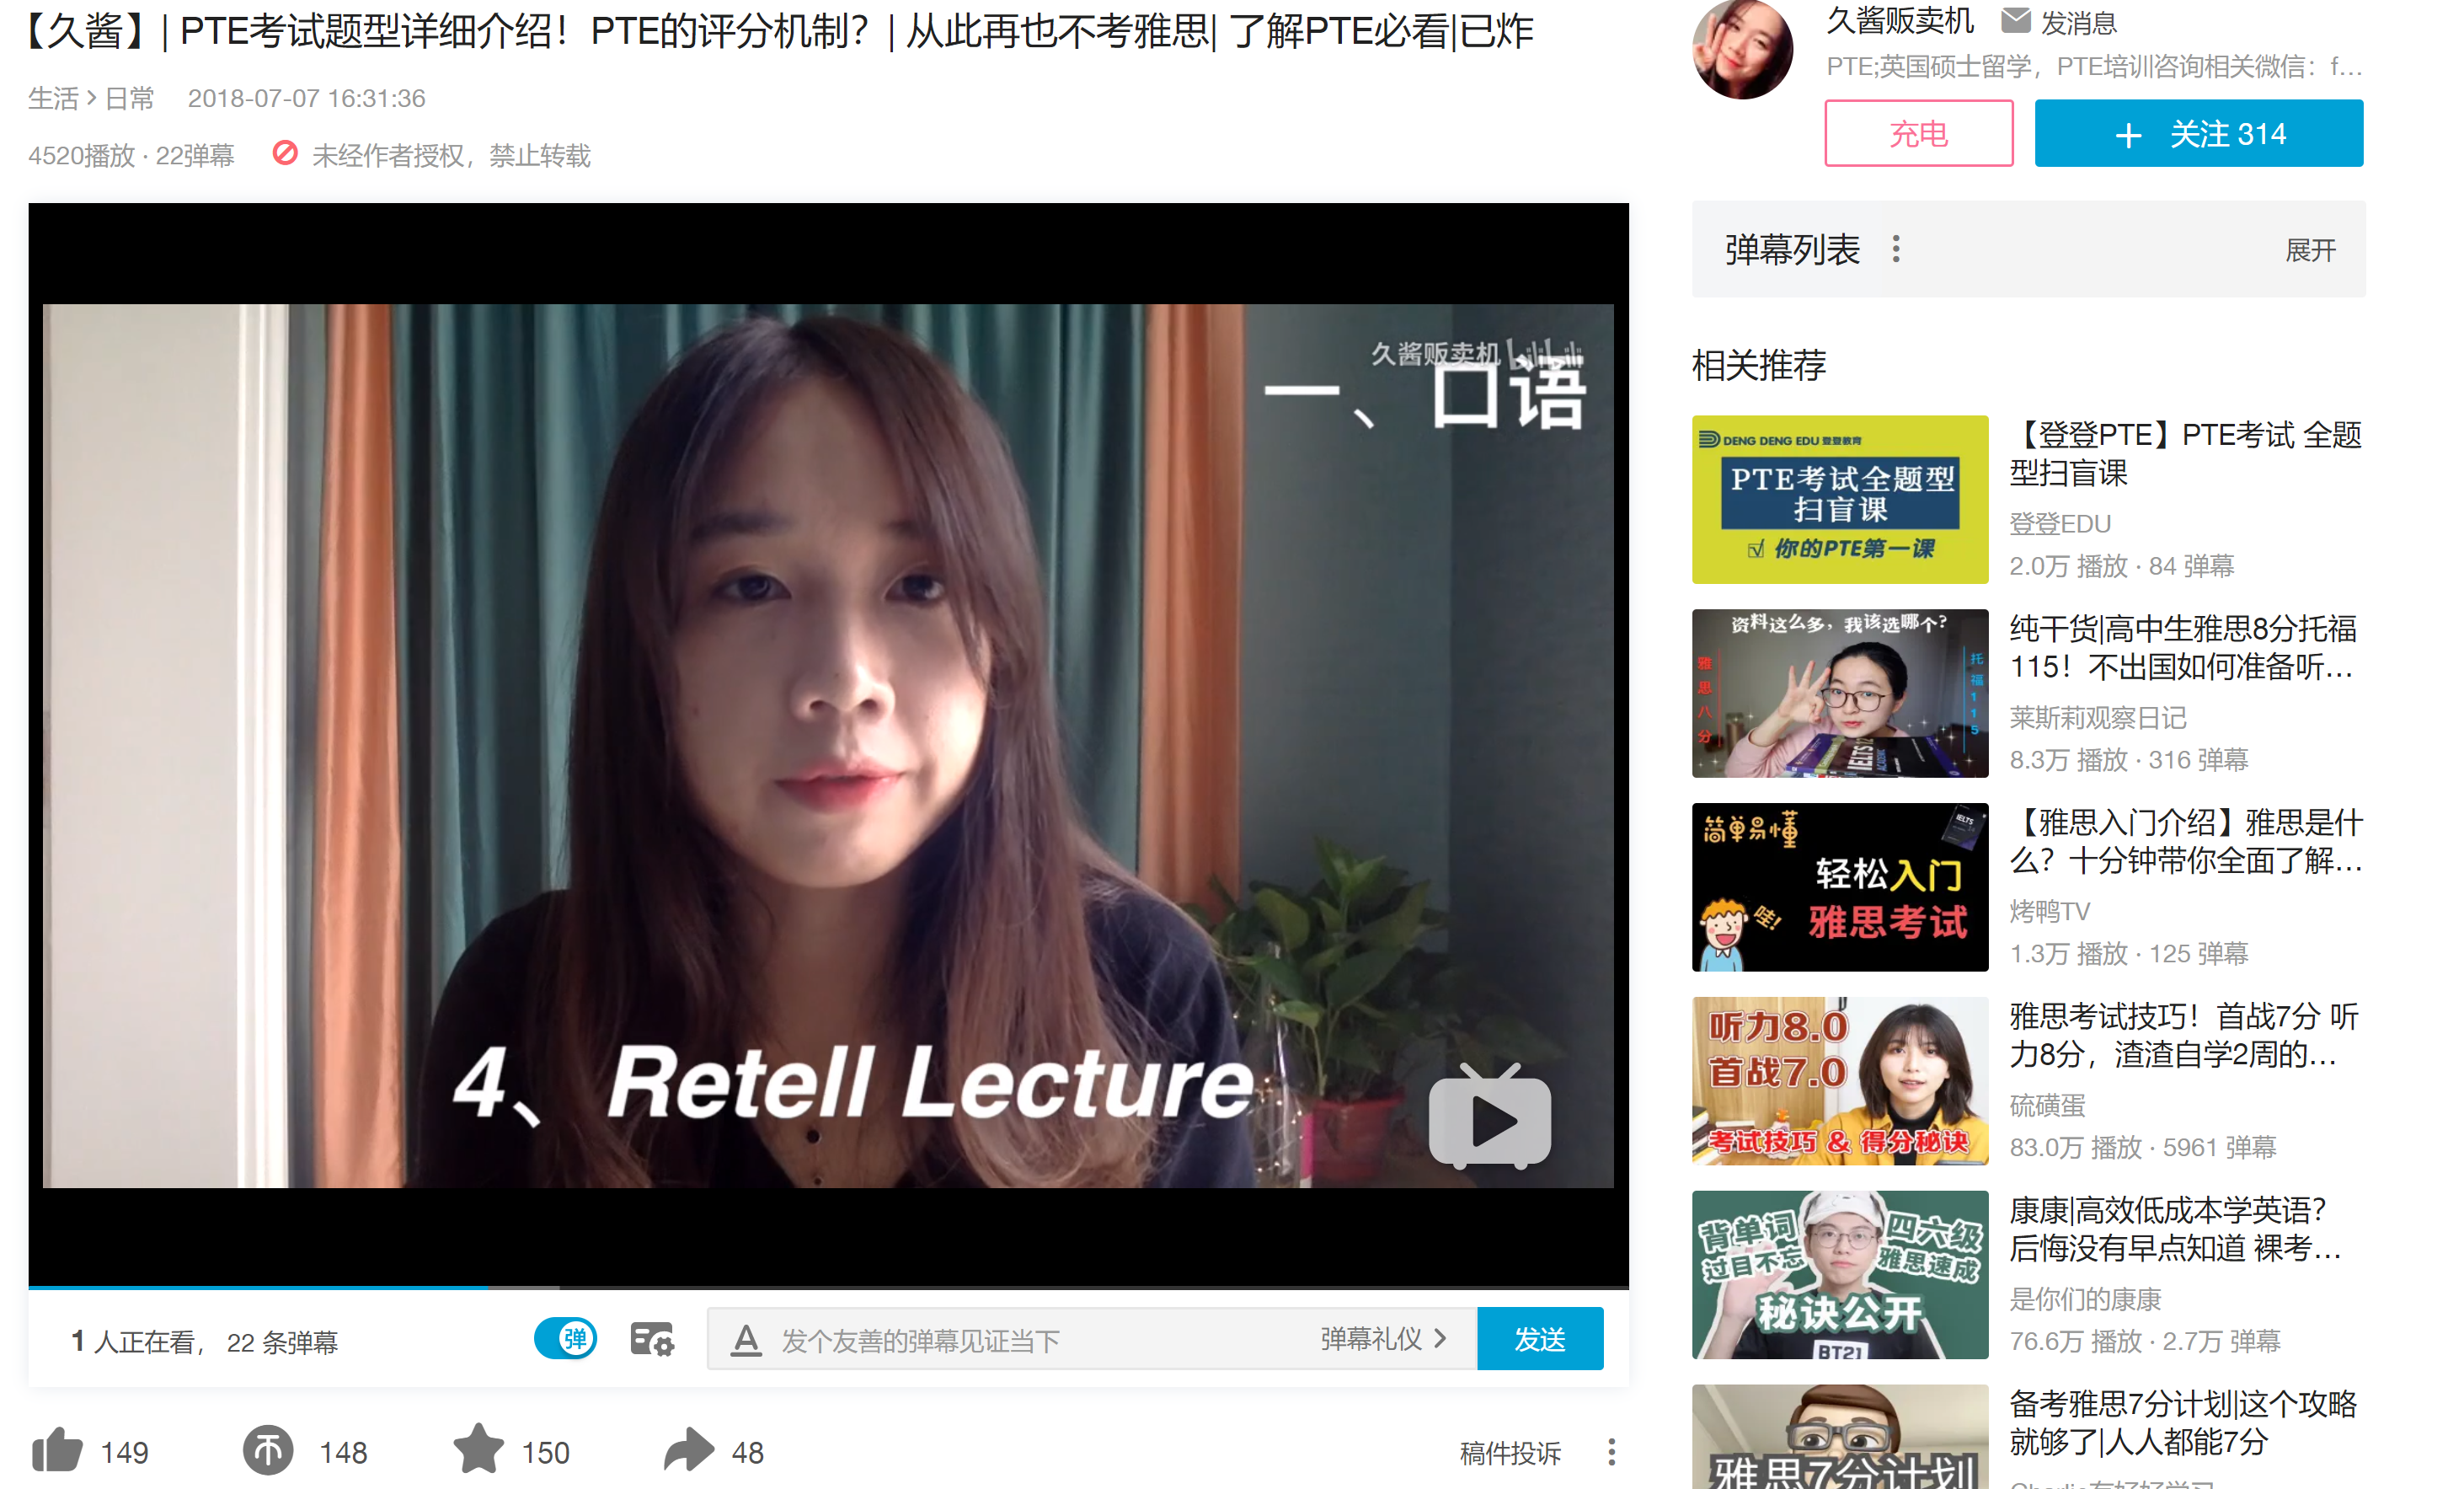 【久酱】| PTE考试题型详细介绍！PTE的评分机制？| 从此再也不考雅思| 了解PTE必看|已炸
生活 > 日常 2018-07-07 16:31:36
4520播放 · 22弹幕 未经作者授权，禁止转载
久酱贩卖机 bilibili
一、口语
4、Retell Lecture
1 人正在看， 22 条弹幕
弹
A 发个友善的弹幕见证当下 弹幕礼仪 > 发送
149 148 150 48 稿件投诉
久酱贩卖机 发消息
PTE;英国硕士留学，PTE培训咨询相关微信：f...
充电 + 关注 314
弹幕列表 展开
相关推荐
DENG DENG EDU 登登教育
PTE考试全题型
扫盲课
你的PTE第一课
【登登PTE】PTE考试 全题
型扫盲课
登登EDU
2.0万 播放 · 84 弹幕
资料这么多，我该选哪个？
雅思八分
托福115
IELTS
ACADEMIC
纯干货|高中生雅思8分托福
115！不出国如何准备听...
莱斯莉观察日记
8.3万 播放 · 316 弹幕
简单易懂
IELTS
轻松入门
雅思考试
哇！
【雅思入门介绍】雅思是什
么？十分钟带你全面了解...
烤鸭TV
1.3万 播放 · 125 弹幕
听力8.0
首战7.0
考试技巧 & 得分秘诀
雅思考试技巧！首战7分 听
力8分，渣渣自学2周的...
硫磺蛋
83.0万 播放 · 5961 弹幕
背单词
过目不忘
四六级
雅思速成
秘诀公开
BT21
康康|高效低成本学英语？
后悔没有早点知道 裸考...
是你们的康康
76.6万 播放 · 2.7万 弹幕
雅思7分计划
备考雅思7分计划|这个攻略
就够了|人人都能7分